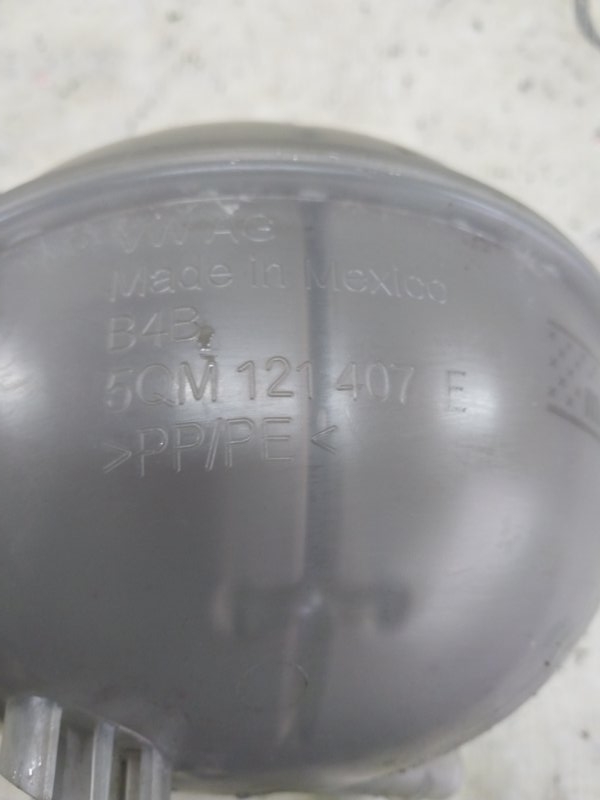 VW AG
Made in Mexico
B4B
5QM 121 407 E
>PP/PE<